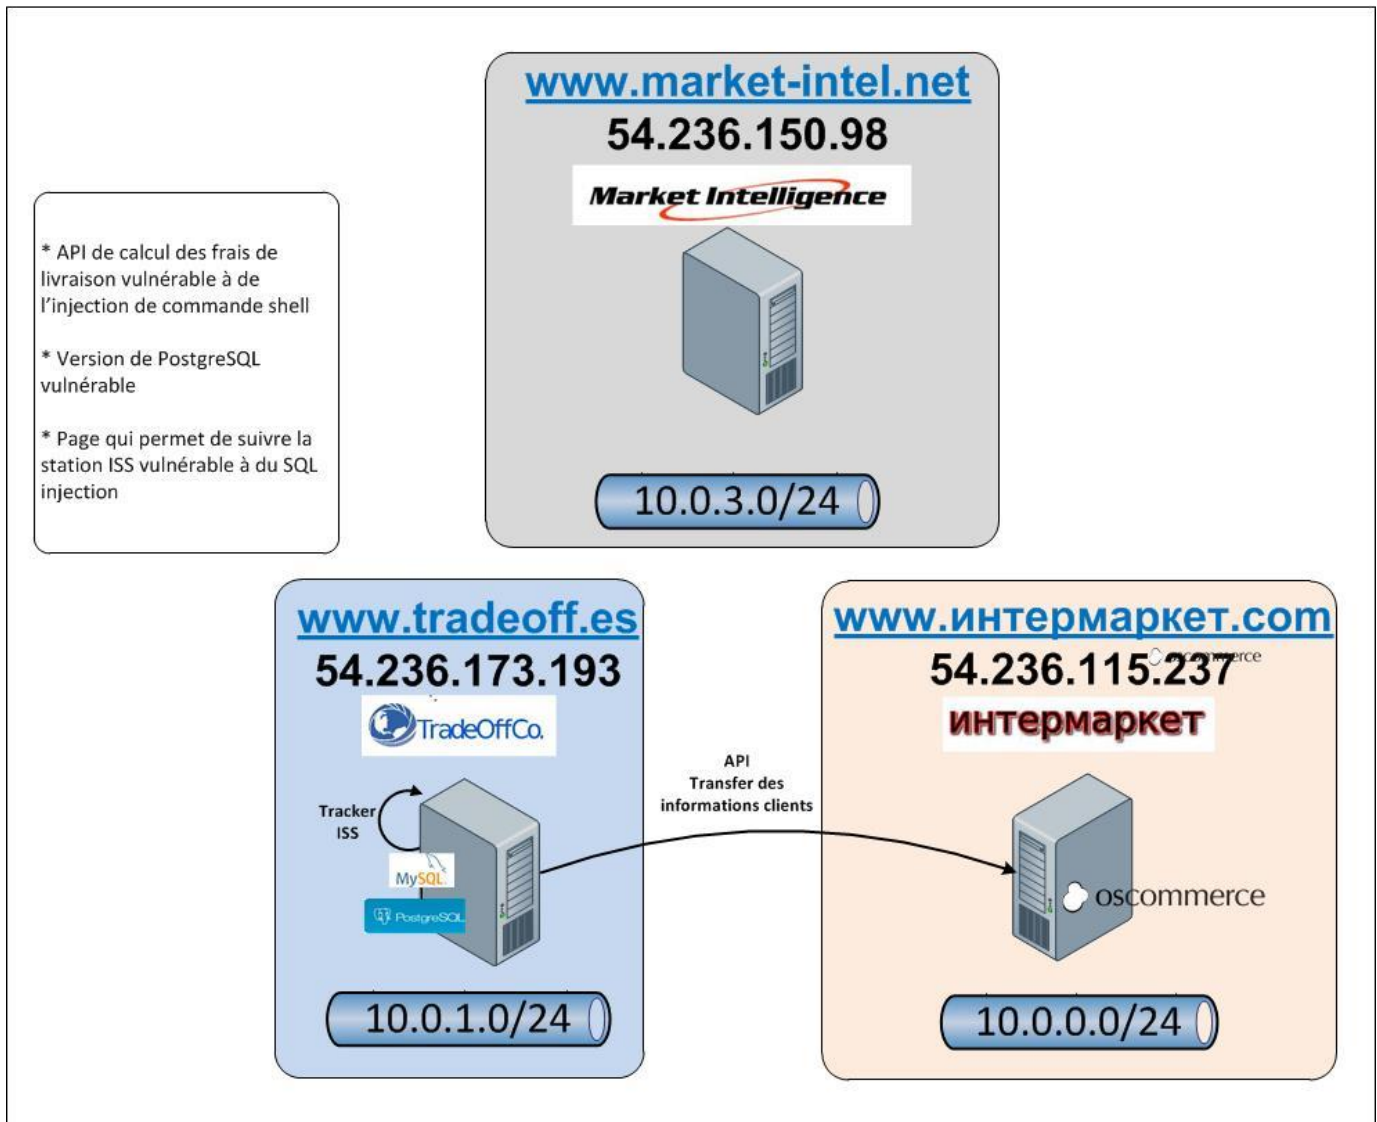 www.market-intel.net
54.236.150.98
Market Intelligence
* API de calcul des frais de
livraison vulnérable à de
l'injection de commande shell
* Version de PostgreSQL
vulnérable
* Page qui permet de suivre la
station ISS vulnérable à du SQL
injection
10.0.3.0/24
www.tradeoff.es
54.236.173.193
TradeOffCo.
Tracker
ISS
MySQL
PostgreSQL
10.0.1.0/24
API
Transfer des
informations clients
www.интермаркет.com
54.236.115.237
oscommerce
интермаркет
oscommerce
10.0.0.0/24